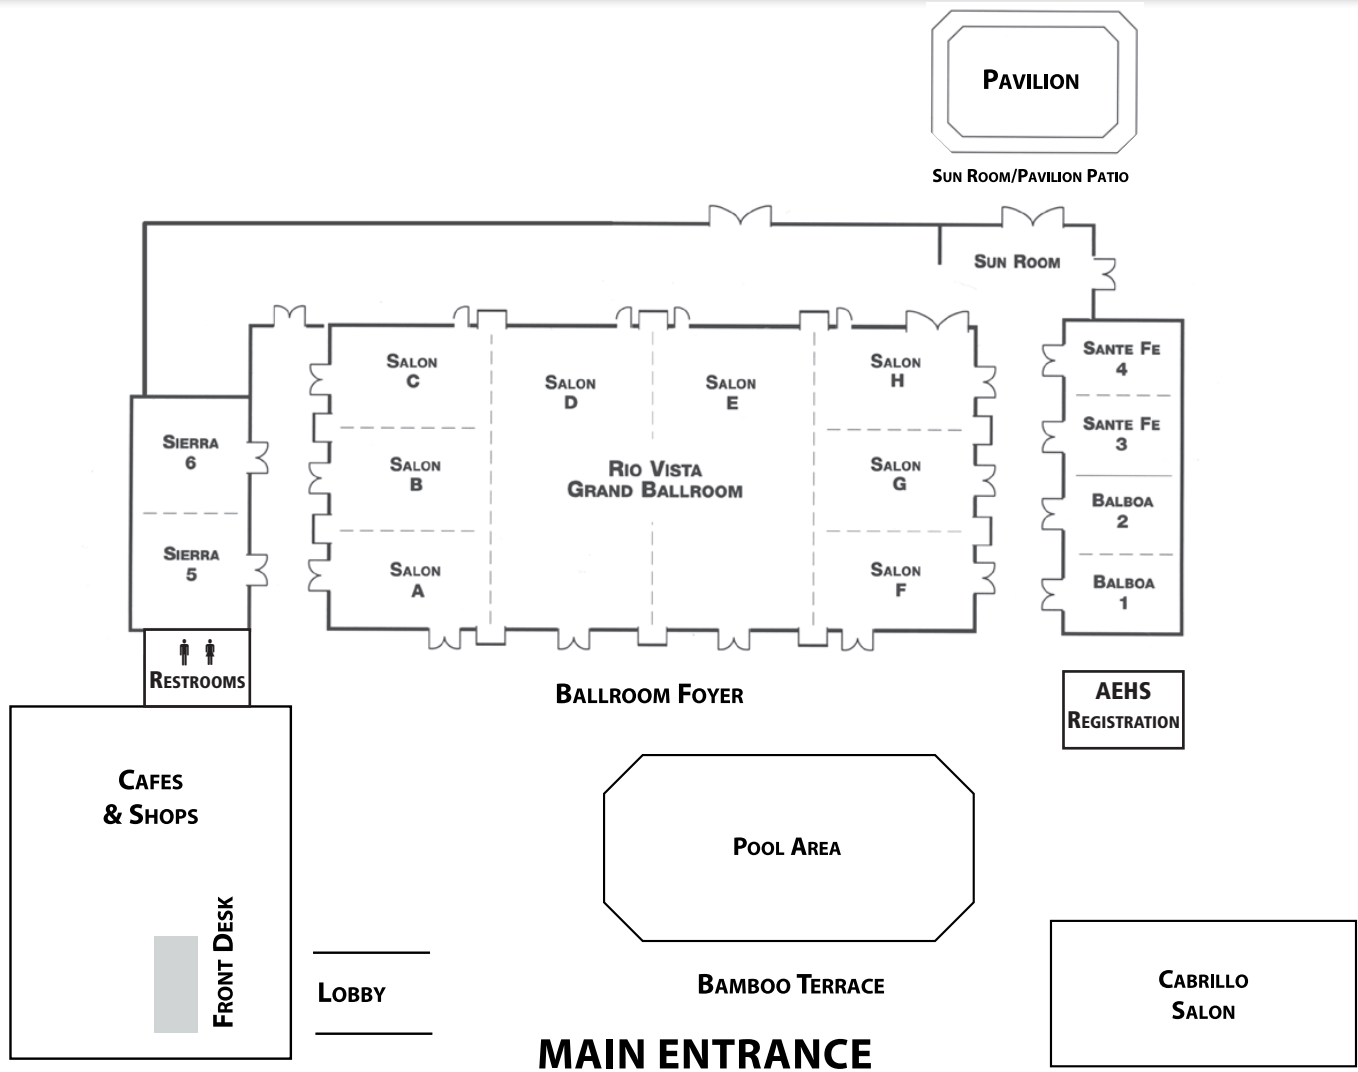 PAVILION
SUN ROOM/PAVILION PATIO
SUN ROOM
SALON
C
SALON
D
SALON
E
SALON
H
SANTE FE
4
SANTE FE
3
SIERRA
6
SALON
B
RIO VISTA
GRAND BALLROOM
SALON
G
BALBOA
2
SIERRA
5
SALON
A
SALON
F
BALBOA
1
RESTROOMS
BALLROOM FOYER
AEHS
REGISTRATION
CAFES
& SHOPS
POOL AREA
FRONT DESK
LOBBY
BAMBOO TERRACE
CABRILLO
SALON
MAIN ENTRANCE